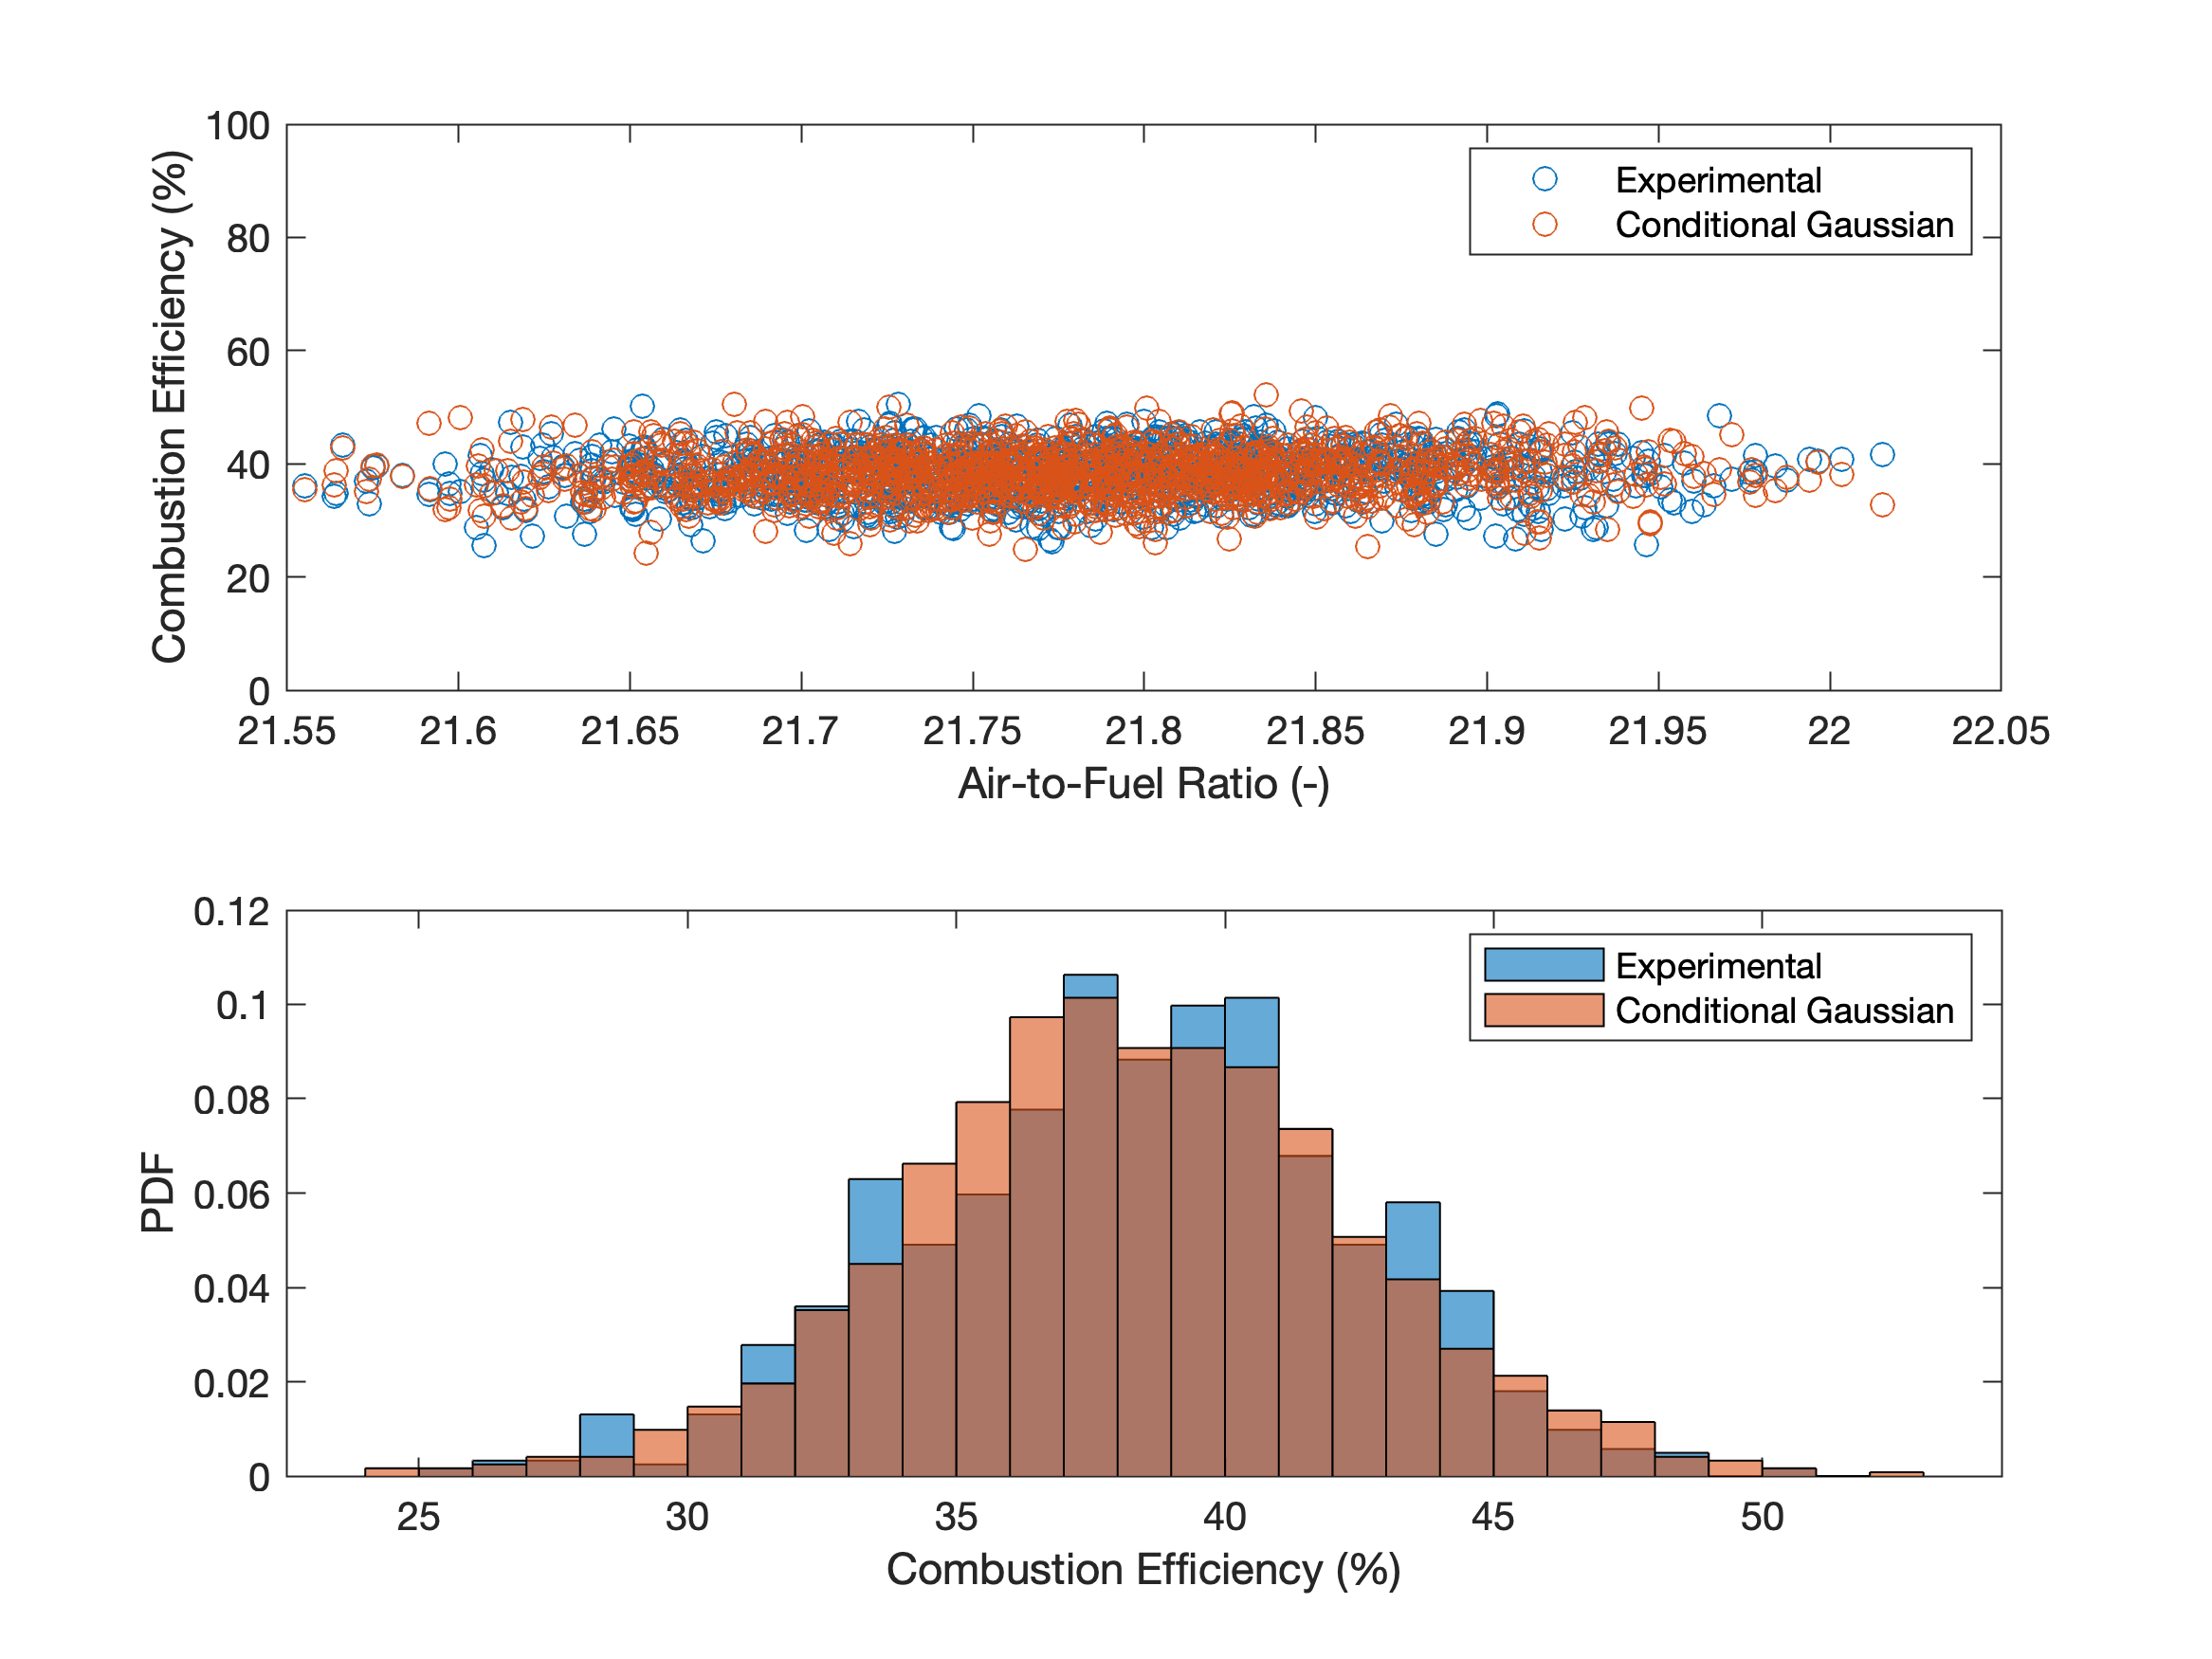 100
80
60
40
20
0
Combustion Efficiency (%)
Experimental
Conditional Gaussian
21.55 21.6 21.65 21.7 21.75 21.8 21.85 21.9 21.95 22 22.05
Air-to-Fuel Ratio (-)
0.12
0.1
0.08
0.06
0.04
0.02
0
PDF
Experimental
Conditional Gaussian
25 30 35 40 45 50
Combustion Efficiency (%)